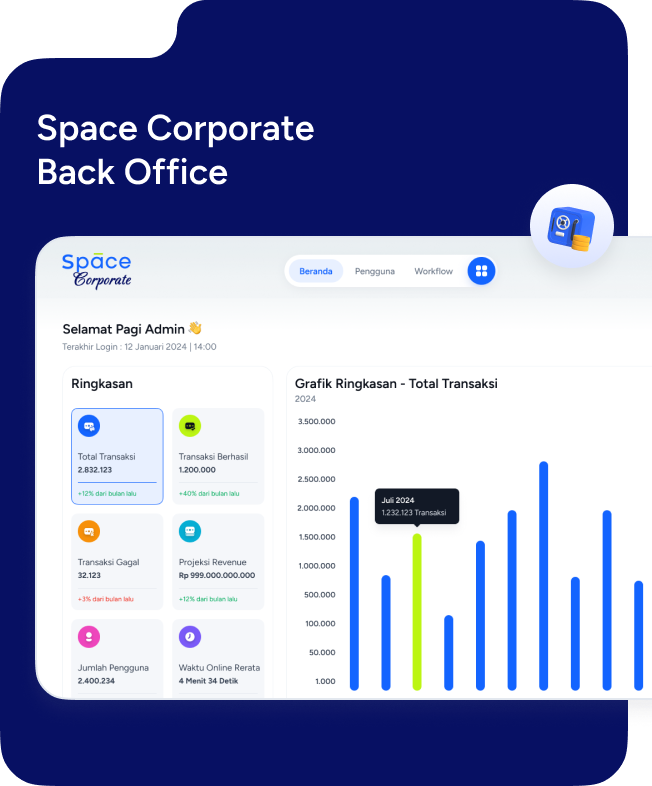 Space Corporate
Back Office
Space
Corporate
Beranda
Pengguna
Workflow
Selamat Pagi Admin 👋
Terakhir Login : 12 Januari 2024 | 14:00
Ringkasan
Total Transaksi
2.832.123
+12% dari bulan lalu
Transaksi Berhasil
1.200.000
+40% dari bulan lalu
Transaksi Gagal
32.123
+3% dari bulan lalu
Projeksi Revenue
Rp 999.000.000.000
+12% dari bulan lalu
Jumlah Pengguna
2.400.234
Waktu Online Rerata
4 Menit 34 Detik
Grafik Ringkasan - Total Transaksi
2024
3.500.000
3.000.000
2.500.000
2.000.000
1.500.000
1.000.000
500.000
100.000
50.000
1.000
Juli 2024
1.232.123 Transaksi